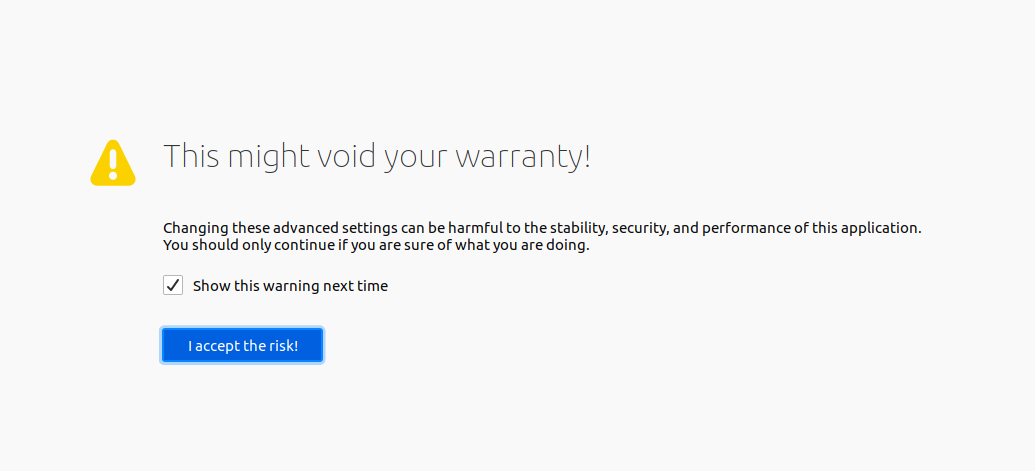 This might void your warranty!
Changing these advanced settings can be harmful to the stability, security, and performance of this application.
You should only continue if you are sure of what you are doing.
Show this warning next time
I accept the risk!